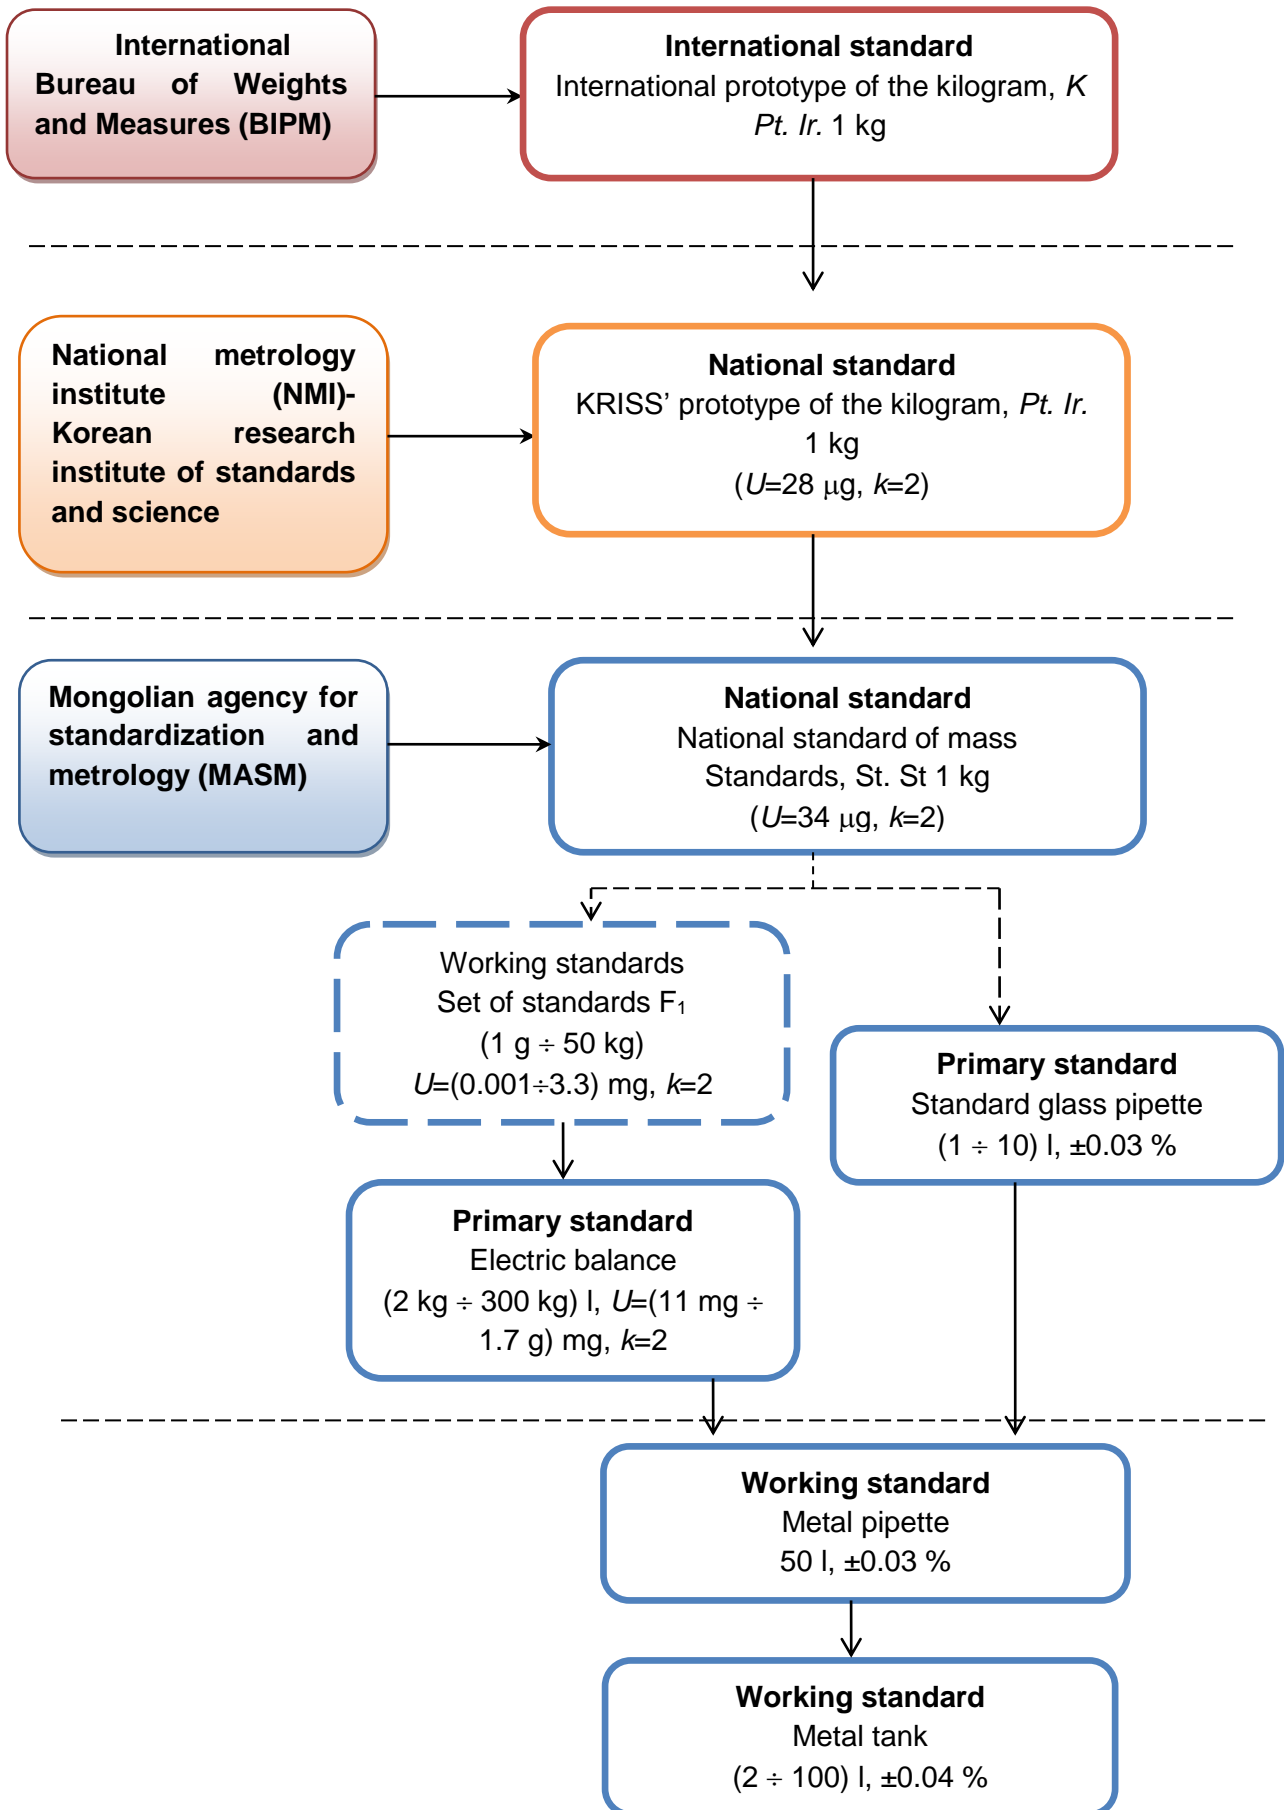 International
Bureau of Weights
and Measures (BIPM)
International standard
International prototype of the kilogram, K
Pt. Ir. 1 kg
National metrology
institute (NMI)-
Korean research
institute of standards
and science
National standard
KRISS' prototype of the kilogram, Pt. Ir.
1 kg
(U=28 μg, k=2)
Mongolian agency for
standardization and
metrology (MASM)
National standard
National standard of mass
Standards, St. St 1 kg
(U=34 μg, k=2)
Working standards
Set of standards F₁
(1 g ÷ 50 kg)
U=(0.001÷3.3) mg, k=2
Primary standard
Standard glass pipette
(1 ÷ 10) l, ±0.03 %
Primary standard
Electric balance
(2 kg ÷ 300 kg) l, U=(11 mg ÷
1.7 g) mg, k=2
Working standard
Metal pipette
50 l, ±0.03 %
Working standard
Metal tank
(2 ÷ 100) l, ±0.04 %